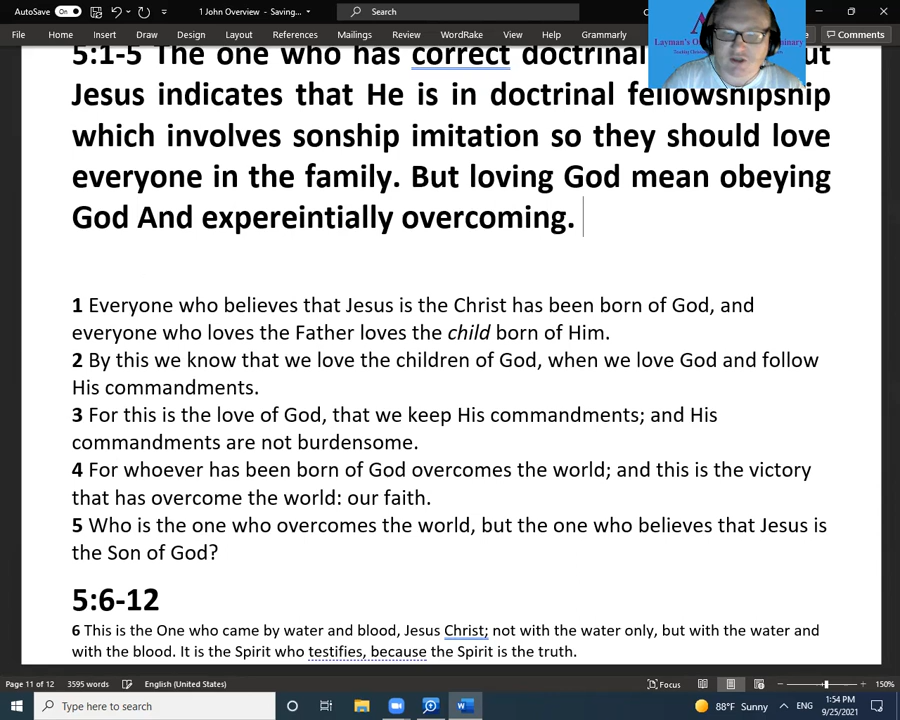 AutoSave On 1 John Overview - Saving... Search
File Home Insert Draw Design Layout References Mailings Review WordRake View Help Grammarly Comments
Layman's
5:1-5 The one who has correct doctrinal
Jesus indicates that He is in doctrinal fellowshipship
which involves sonship imitation so they should love
everyone in the family. But loving God mean obeying
God And expereintially overcoming.
1 Everyone who believes that Jesus is the Christ has been born of God, and
everyone who loves the Father loves the child born of Him.
2 By this we know that we love the children of God, when we love God and follow
His commandments.
3 For this is the love of God, that we keep His commandments; and His
commandments are not burdensome.
4 For whoever has been born of God overcomes the world; and this is the victory
that has overcome the world: our faith.
5 Who is the one who overcomes the world, but the one who believes that Jesus is
the Son of God?
5:6-12
6 This is the One who came by water and blood, Jesus Christ; not with the water only, but with the water and
with the blood. It is the Spirit who testifies, because the Spirit is the truth.
Page 11 of 12 3595 words English (United States) Focus 150%
Type here to search 88°F Sunny 1:54 PM
9/25/2021